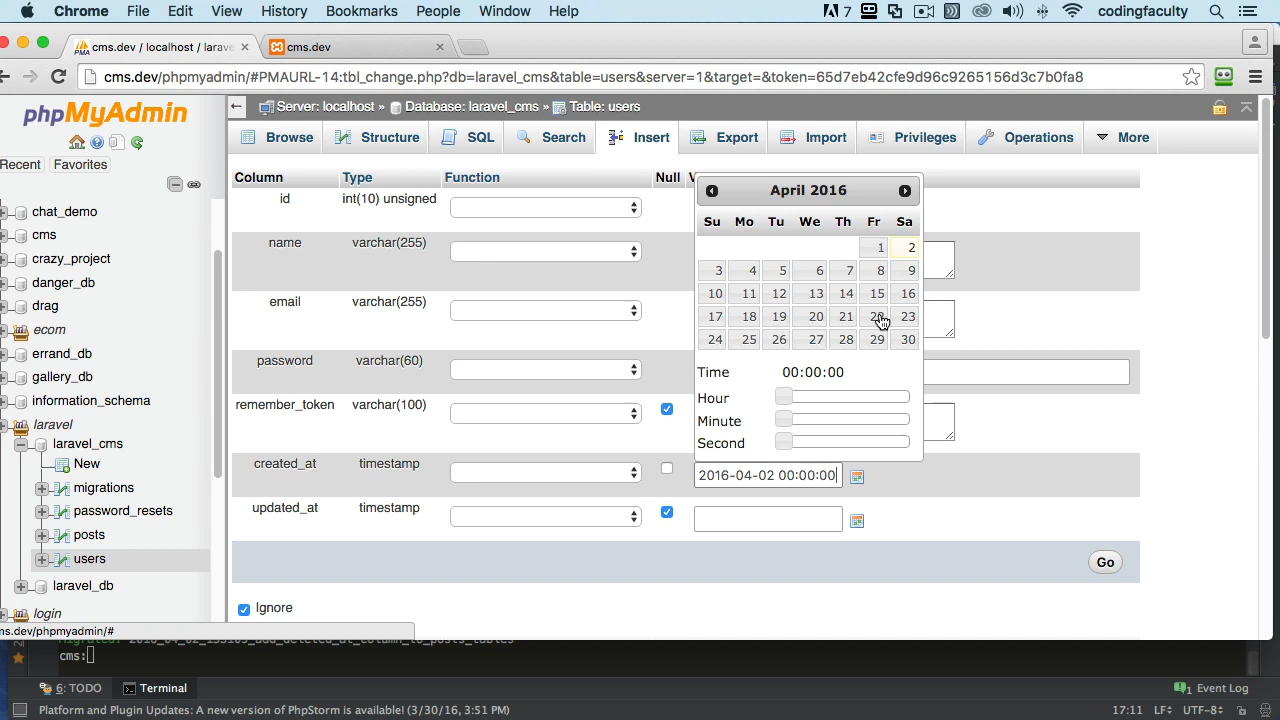 Chrome File Edit View History Bookmarks People Window Help 7 codingfaculty
cms.dev / localhost / larave × cms.dev ×
cms.dev/phpmyadmin/#PMAURL-14:tbl_change.php?db=laravel_cms&table=users&server=1&target=&token=65d7eb42cfe9d96c9265156d3c7b0fa8
phpMyAdmin
Recent Favorites
chat_demo
cms
crazy_project
danger_db
drag
ecom
errand_db
gallery_db
information_schema
laravel
laravel_cms
New
migrations
password_resets
posts
users
laravel_db
login
Server: localhost » Database: laravel_cms » Table: users
Browse Structure SQL Search Insert Export Import Privileges Operations More
Column Type Function Null V
id int(10) unsigned
name varchar(255)
email varchar(255)
password varchar(60)
remember_token varchar(100)
created_at timestamp 2016-04-02 00:00:00
updated_at timestamp
April 2016
Su Mo Tu We Th Fr Sa
1 2
3 4 5 6 7 8 9
10 11 12 13 14 15 16
17 18 19 20 21 22 23
24 25 26 27 28 29 30
Time 00:00:00
Hour
Minute
Second
Go
Ignore
ms.dev/phpmyadmin/#
cms:
6: TODO Terminal Event Log
Platform and Plugin Updates: A new version of PhpStorm is available! (3/30/16, 3:51 PM) 17:11 LF÷ UTF-8÷